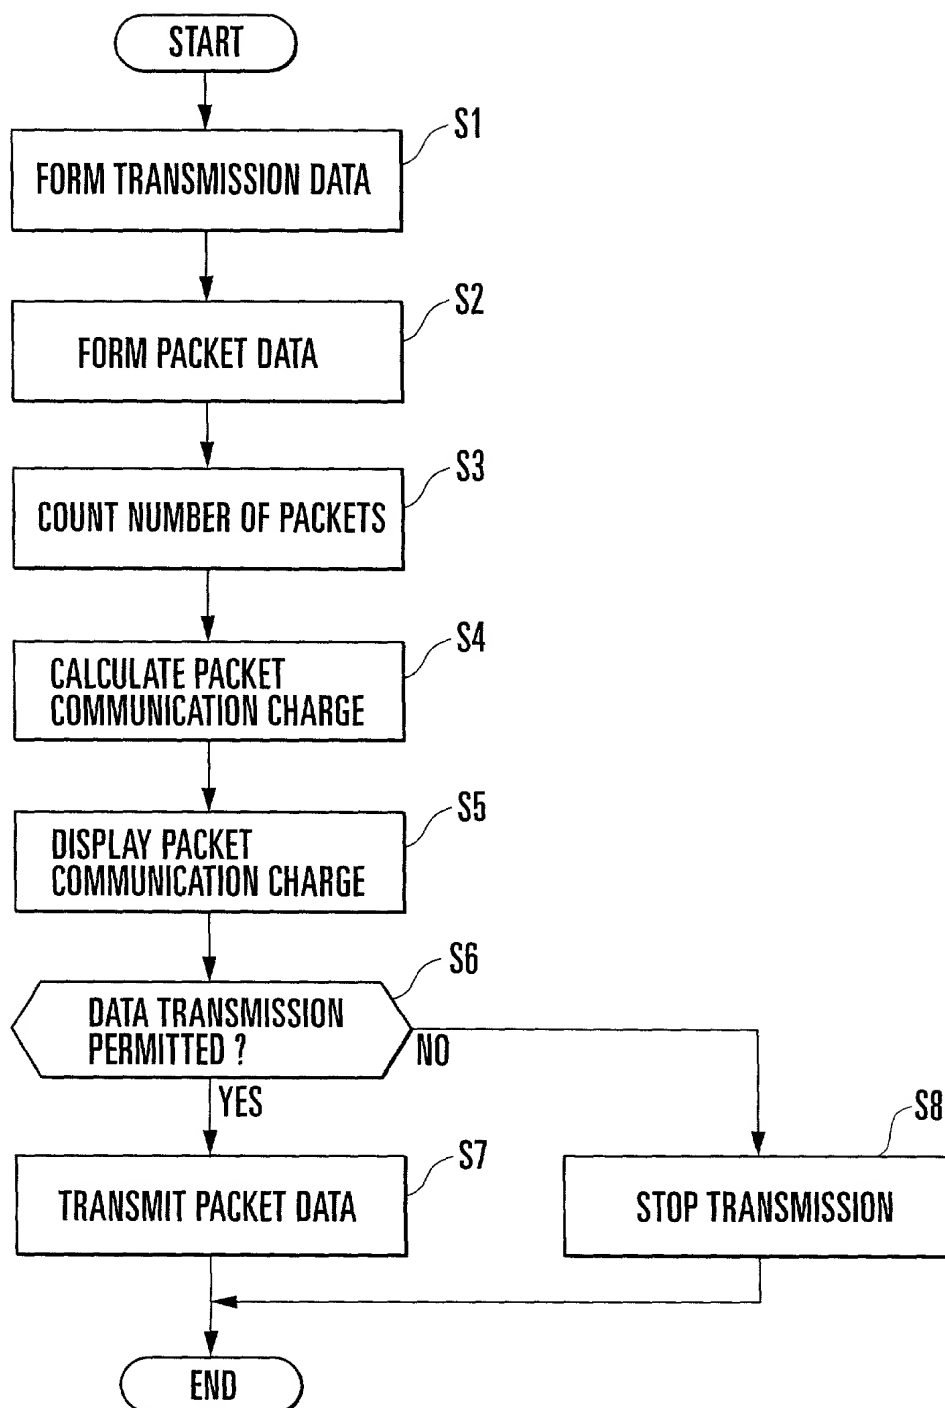 START
S1
FORM TRANSMISSION DATA
S2
FORM PACKET DATA
S3
COUNT NUMBER OF PACKETS
S4
CALCULATE PACKET
COMMUNICATION CHARGE
S5
DISPLAY PACKET
COMMUNICATION CHARGE
S6
DATA TRANSMISSION
PERMITTED ?
NO
YES
S7
TRANSMIT PACKET DATA
S8
STOP TRANSMISSION
END